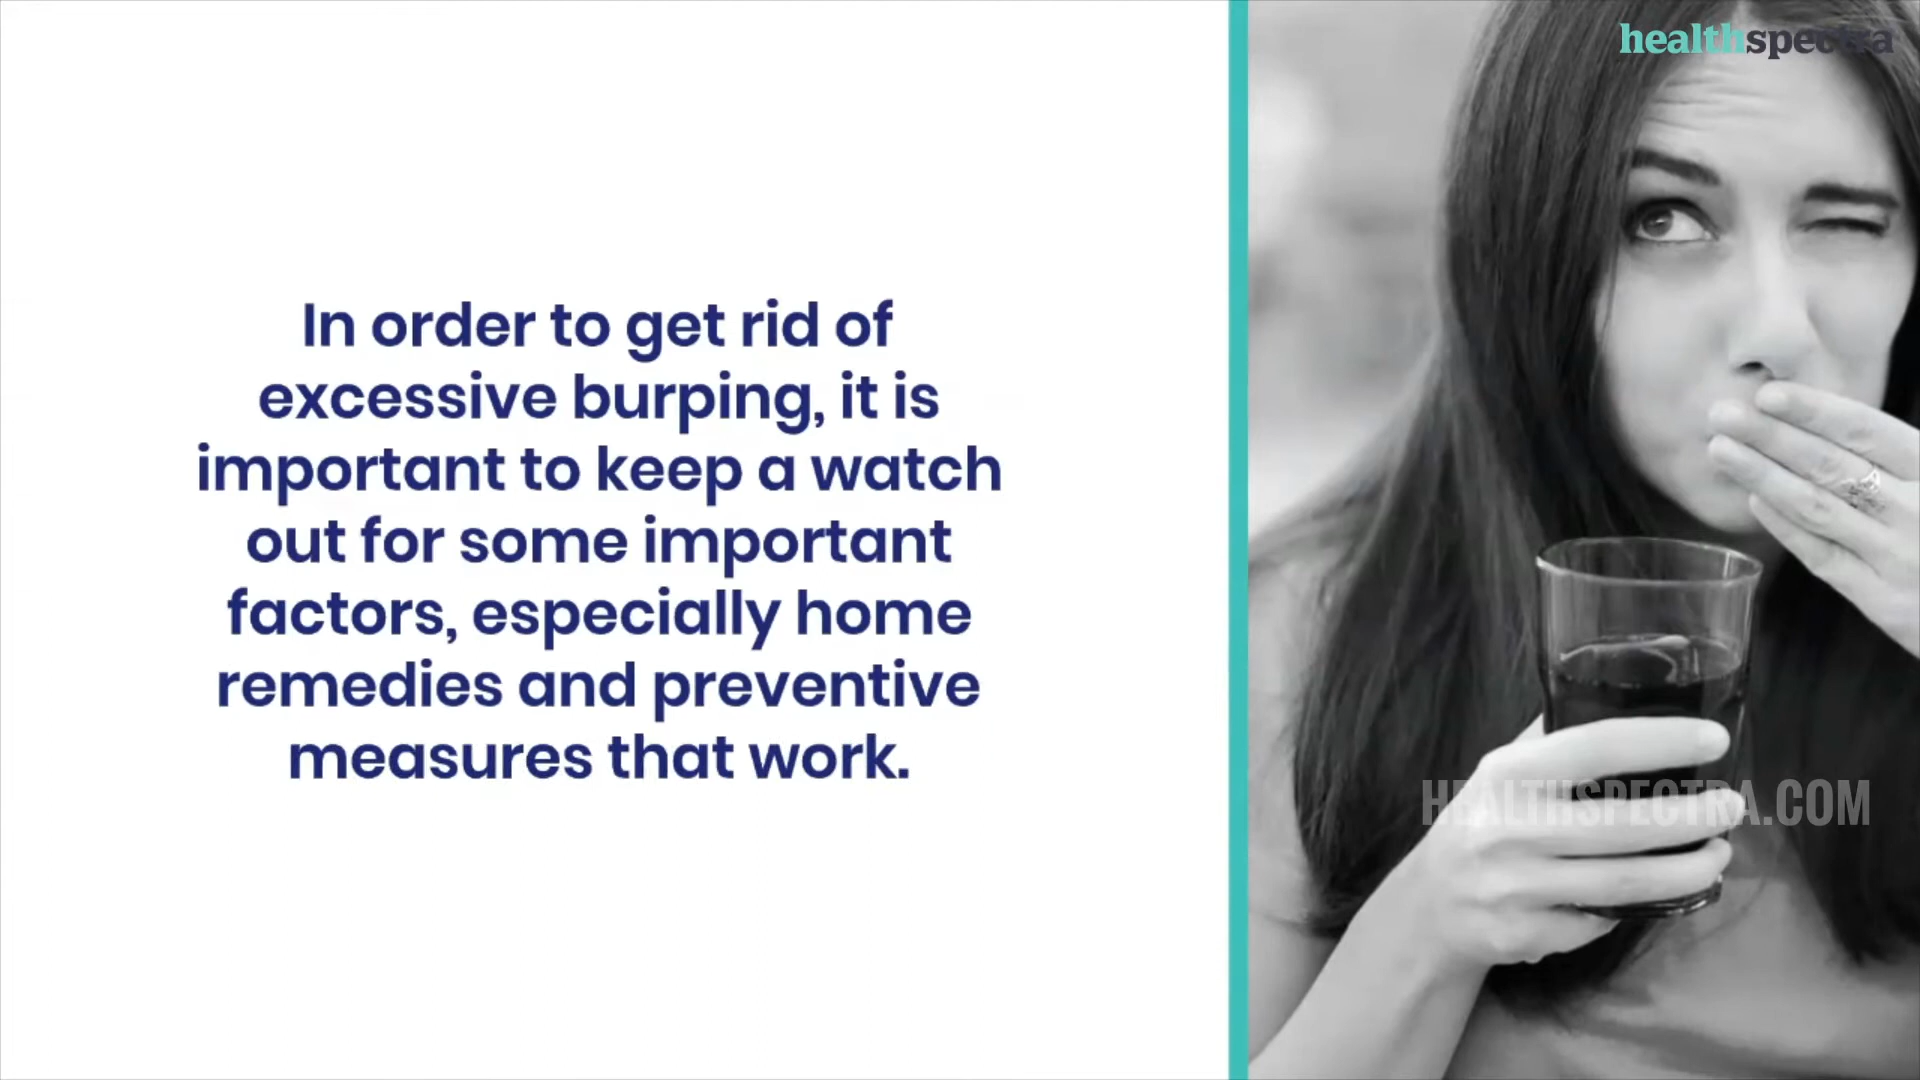 healthspectra
In order to get rid of
excessive burping, it is
important to keep a watch
out for some important
factors, especially home
remedies and preventive
measures that work.
HEALTHSPECTRA.COM